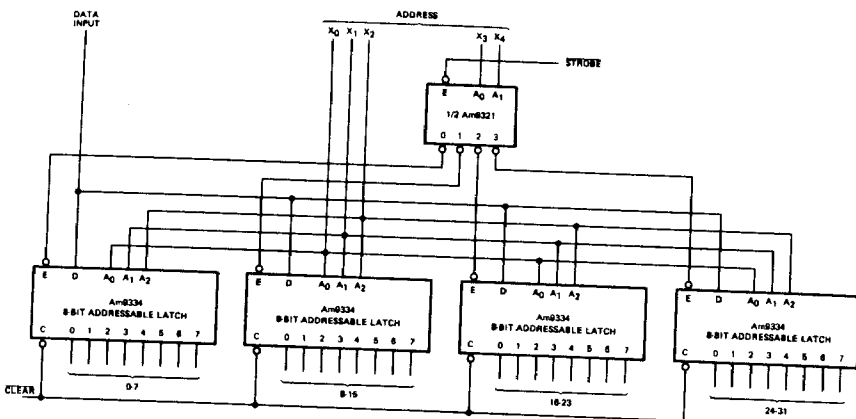 DATA INPUT
ADDRESS
X0 X1 X2 X3 X4
STROBE
E A0 A1
1/2 Am9321
0 1 2 3
E D A0 A1 A2
Am9334
8-BIT ADDRESSABLE LATCH
C 0 1 2 3 4 5 6 7
0-7
E D A0 A1 A2
Am9334
8-BIT ADDRESSABLE LATCH
C 0 1 2 3 4 5 6 7
8-15
E D A0 A1 A2
Am9334
8-BIT ADDRESSABLE LATCH
C 0 1 2 3 4 5 6 7
16-23
E D A0 A1 A2
Am9334
8-BIT ADDRESSABLE LATCH
C 0 1 2 3 4 5 6 7
24-31
CLEAR